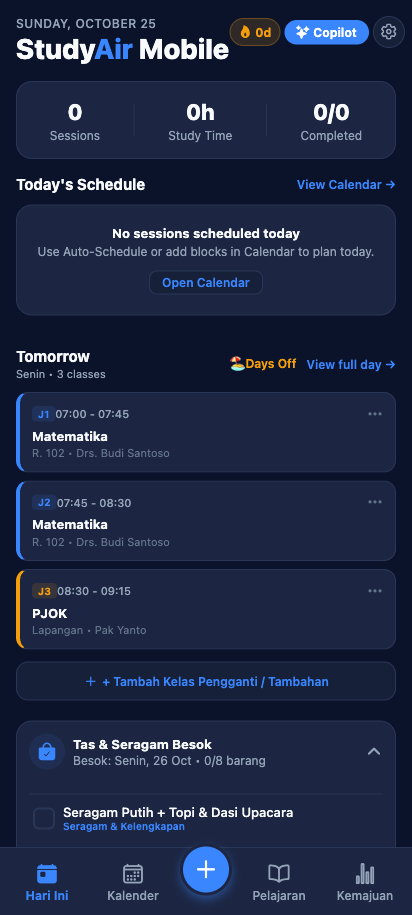 SUNDAY, OCTOBER 25
StudyAir Mobile
0d
Copilot
0
Sessions
0h
Study Time
0/0
Completed
Today's Schedule
View Calendar →
No sessions scheduled today
Use Auto-Schedule or add blocks in Calendar to plan today.
Open Calendar
Tomorrow
Senin • 3 classes
🏖️Days Off
View full day →
J1 07:00 - 07:45
Matematika
R. 102 • Drs. Budi Santoso
J2 07:45 - 08:30
Matematika
R. 102 • Drs. Budi Santoso
J3 08:30 - 09:15
PJOK
Lapangan • Pak Yanto
+ Tambah Kelas Pengganti / Tambahan
Tas & Seragam Besok
Besok: Senin, 26 Oct • 0/8 barang
Seragam Putih + Topi & Dasi Upacara
Seragam & Kelengkapan
Hari Ini
Kalender
Pelajaran
Kemajuan